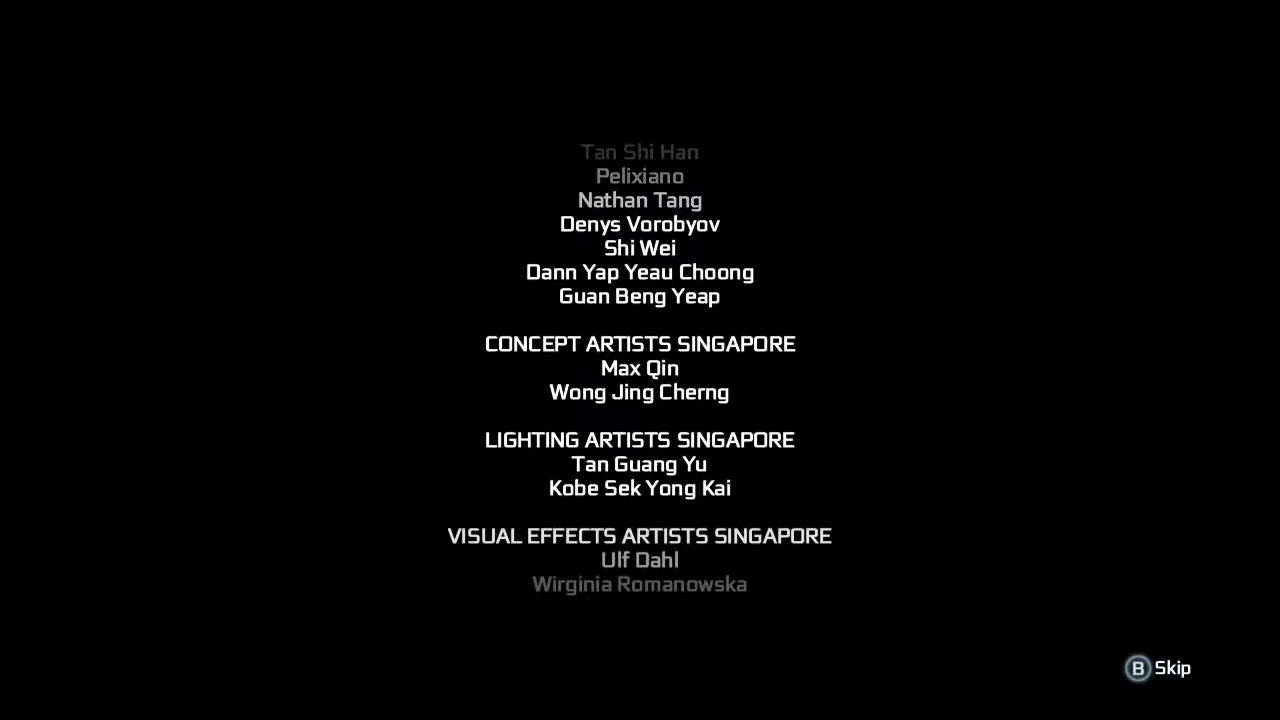 Tan Shi Han
Pelixiano
Nathan Tang
Denys Vorobyov
Shi Wei
Dann Yap Yeau Choong
Guan Beng Yeap
CONCEPT ARTISTS SINGAPORE
Max Qin
Wong Jing Cherng
LIGHTING ARTISTS SINGAPORE
Tan Guang Yu
Kobe Sek Yong Kai
VISUAL EFFECTS ARTISTS SINGAPORE
Ulf Dahl
Wirginia Romanowska
B Skip